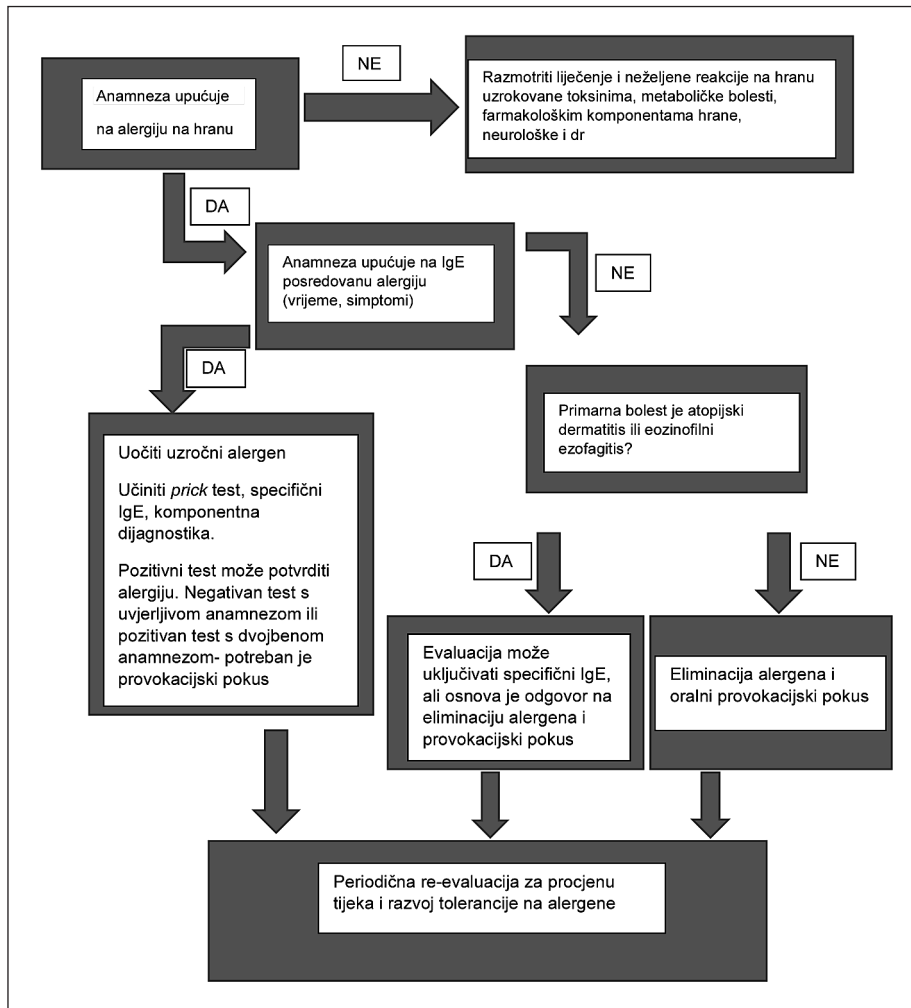 Anamneza upućuje
na alergiju na hranu
NE
Razmotriti liječenje i neželjene reakcije na hranu
uzrokovane toksinima, metaboličke bolesti,
farmakološkim komponentama hrane,
neurološke i dr
DA
Anamneza upućuje na IgE
posredovanu alergiju
(vrijeme, simptomi)
NE
DA
Primarna bolest je atopijski
dermatitis ili eozinofilni
ezofagitis?
Uočiti uzročni alergen
Učiniti prick test, specifični
IgE, komponentna
dijagnostika.
Pozitivni test može potvrditi
alergiju. Negativan test s
uvjerljivom anamnezom ili
pozitivan test s dvojbenom
anamnezom- potreban je
provokacijski pokus
DA
NE
Evaluacija može
uključivati specifični IgE,
ali osnova je odgovor na
eliminaciju alergena i
provokacijski pokus
Eliminacija alergena i
oralni provokacijski pokus
Periodična re-evaluacija za procjenu
tijeka i razvoj tolerancije na alergene